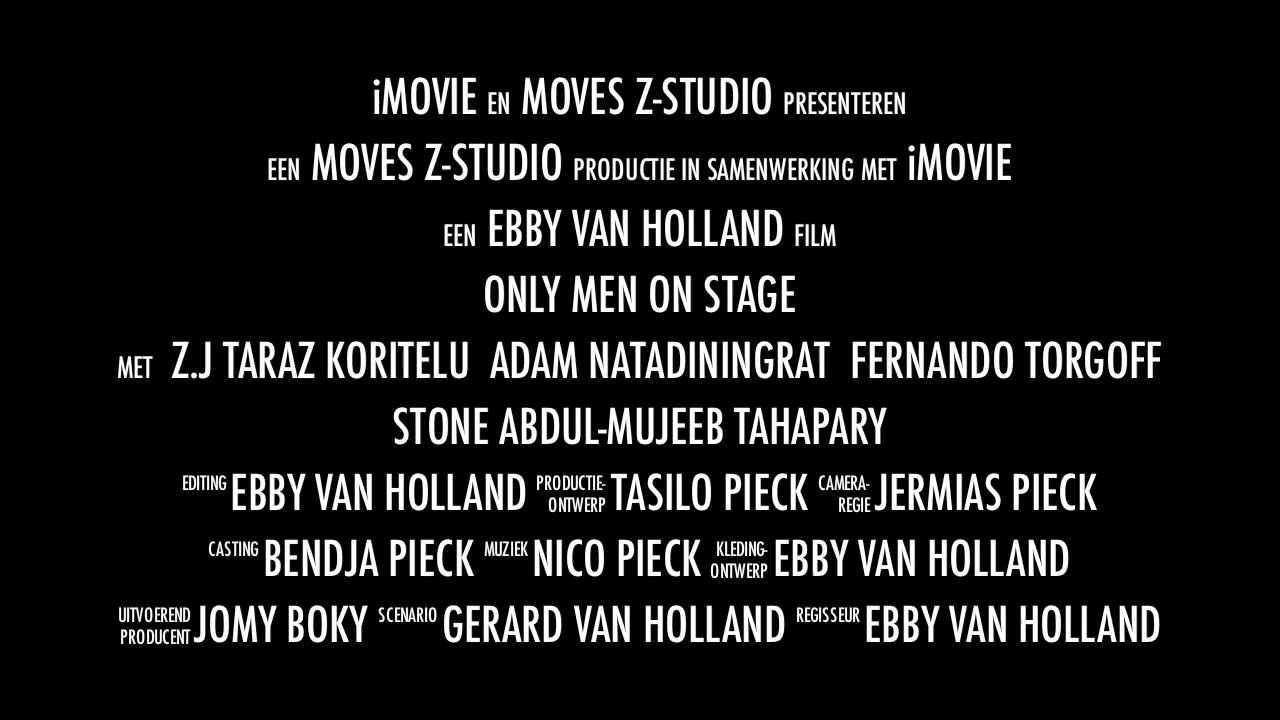 iMOVIE EN MOVES Z-STUDIO PRESENTEREN
EEN MOVES Z-STUDIO PRODUCTIE IN SAMENWERKING MET iMOVIE
EEN EBBY VAN HOLLAND FILM
ONLY MEN ON STAGE
MET Z.J TARAZ KORITELU ADAM NATADININGRAT FERNANDO TORGOFF
STONE ABDUL-MUJEEB TAHAPARY
EDITING EBBY VAN HOLLAND PRODUCTIE-ONTWERP TASILO PIECK CAMERA-REGIE JERMIAS PIECK
CASTING BENDJA PIECK MUZIEK NICO PIECK KLEDING-ONTWERP EBBY VAN HOLLAND
UITVOEREND PRODUCENT JOMY BOKY SCENARIO GERARD VAN HOLLAND REGISSEUR EBBY VAN HOLLAND